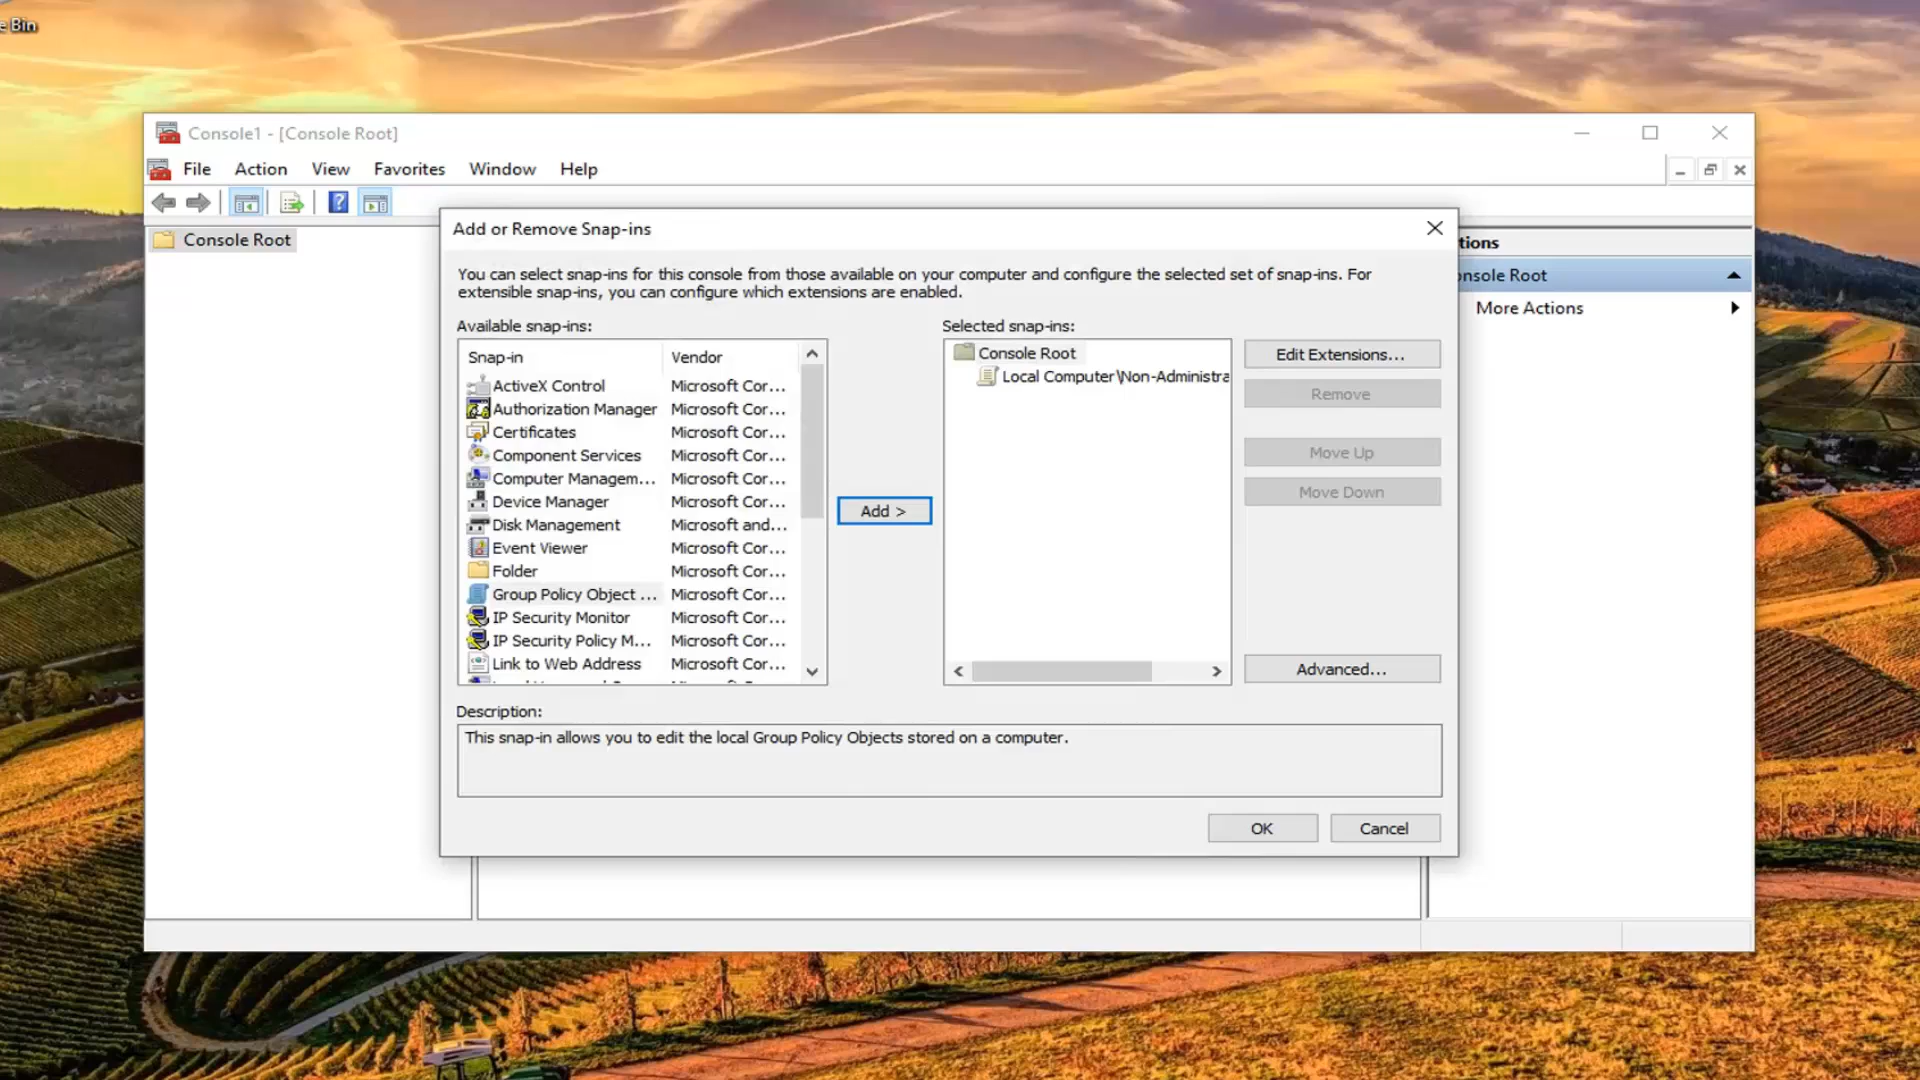 e Bin
Console1 - [Console Root]
File Action View Favorites Window Help
Console Root
Add or Remove Snap-ins
You can select snap-ins for this console from those available on your computer and configure the selected set of snap-ins. For
extensible snap-ins, you can configure which extensions are enabled.
Available snap-ins:
Snap-in Vendor
ActiveX Control Microsoft Cor...
Authorization Manager Microsoft Cor...
Certificates Microsoft Cor...
Component Services Microsoft Cor...
Computer Managem... Microsoft Cor...
Device Manager Microsoft Cor...
Disk Management Microsoft and...
Event Viewer Microsoft Cor...
Folder Microsoft Cor...
Group Policy Object ... Microsoft Cor...
IP Security Monitor Microsoft Cor...
IP Security Policy M... Microsoft Cor...
Link to Web Address Microsoft Cor...
Add >
Selected snap-ins:
Console Root
Local Computer\Non-Administra
Edit Extensions...
Remove
Move Up
Move Down
Advanced...
Description:
This snap-in allows you to edit the local Group Policy Objects stored on a computer.
OK Cancel
tions
onsole Root
More Actions